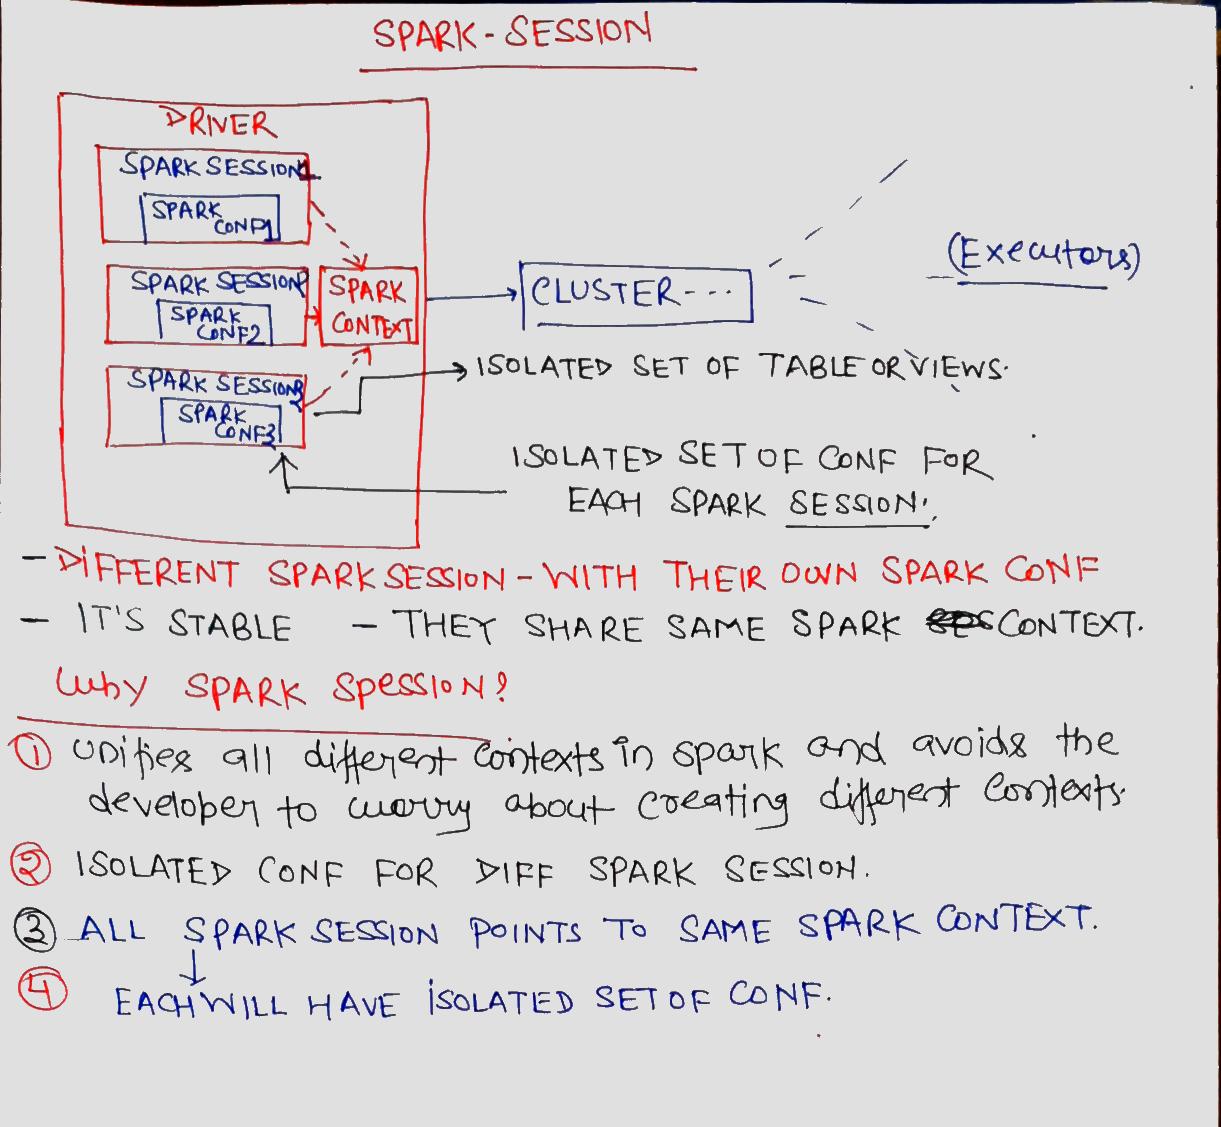 SPARK-SESSION
DRIVER
SPARK SESSION1
SPARK
CONF1
SPARK SESSION2
SPARK
CONF2
SPARK
CONTEXT
SPARK SESSION3
SPARK
CONF3
CLUSTER---
(Executors)
ISOLATED SET OF TABLE OR VIEWS.
ISOLATED SET OF CONF FOR
EACH SPARK SESSION.
- DIFFERENT SPARK SESSION - WITH THEIR OWN SPARK CONF
- IT'S STABLE - THEY SHARE SAME SPARK CONTEXT.
Why SPARK SPESSION?
① Unifies all different contexts in spark and avoids the
developer to worry about creating different contexts.
② ISOLATED CONF FOR DIFF SPARK SESSION.
③ ALL SPARK SESSION POINTS TO SAME SPARK CONTEXT.
④ EACH WILL HAVE ISOLATED SET OF CONF.